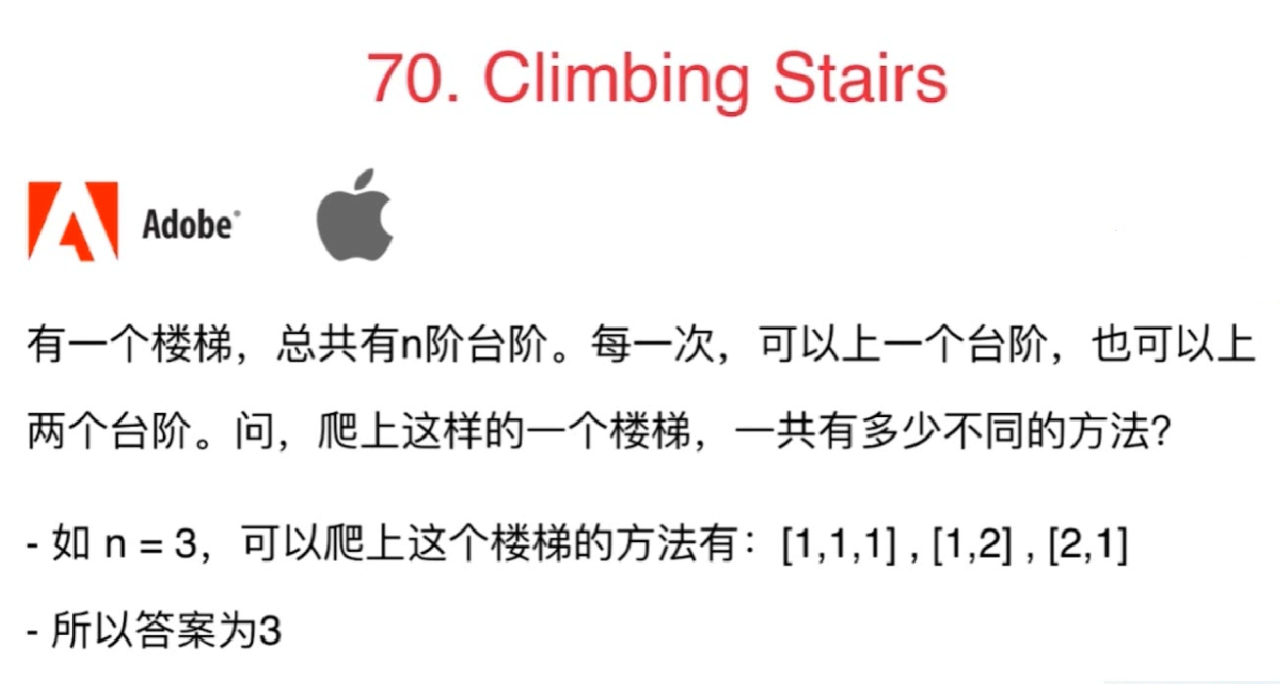 70. Climbing Stairs
Adobe®
有一个楼梯，总共有n阶台阶。每一次，可以上一个台阶，也可以上
两个台阶。问，爬上这样的一个楼梯，一共有多少不同的方法？
- 如 n = 3，可以爬上这个楼梯的方法有：[1,1,1] , [1,2] , [2,1]
- 所以答案为3